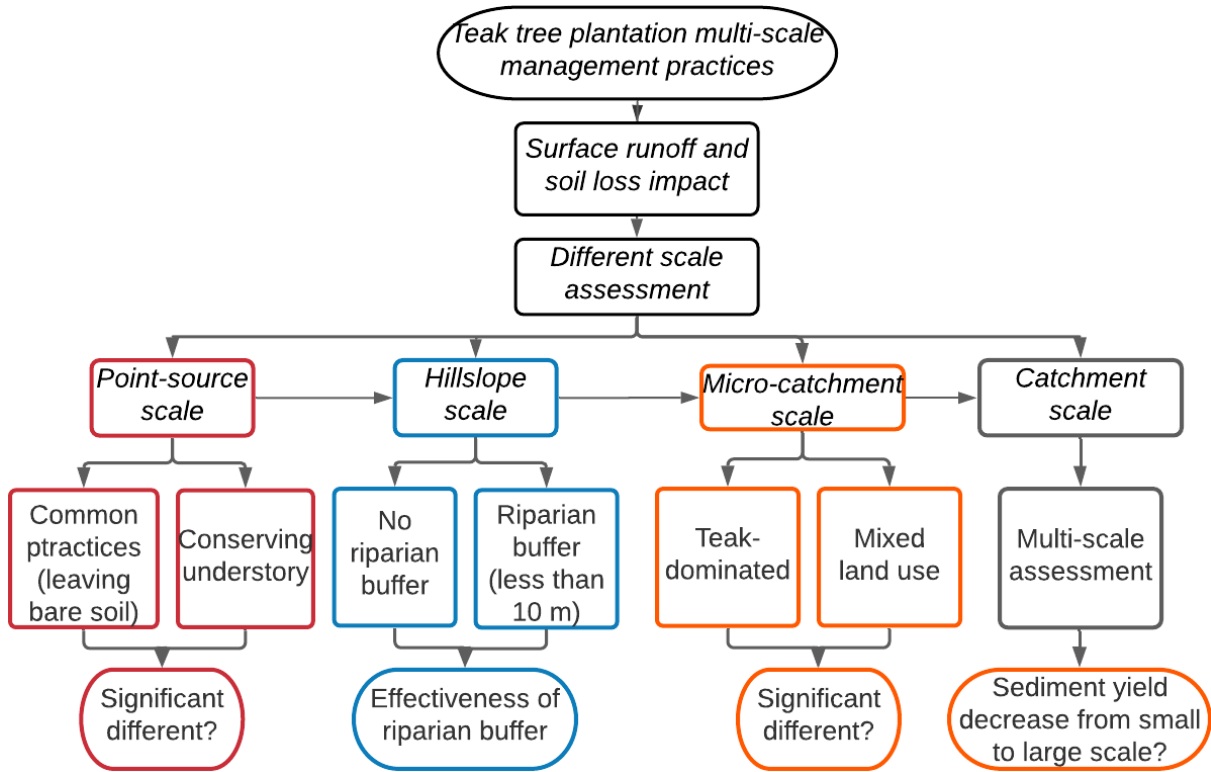 Teak tree plantation multi-scale
management practices
Surface runoff and
soil loss impact
Different scale
assessment
Point-source
scale
Hillslope
scale
Micro-catchment
scale
Catchment
scale
Common
ptractices
(leaving
bare soil)
Conserving
understory
No
riparian
buffer
Riparian
buffer
(less than
10 m)
Teak-
dominated
Mixed
land use
Multi-scale
assessment
Significant
different?
Effectiveness of
riparian buffer
Significant
different?
Sediment yield
decrease from small
to large scale?